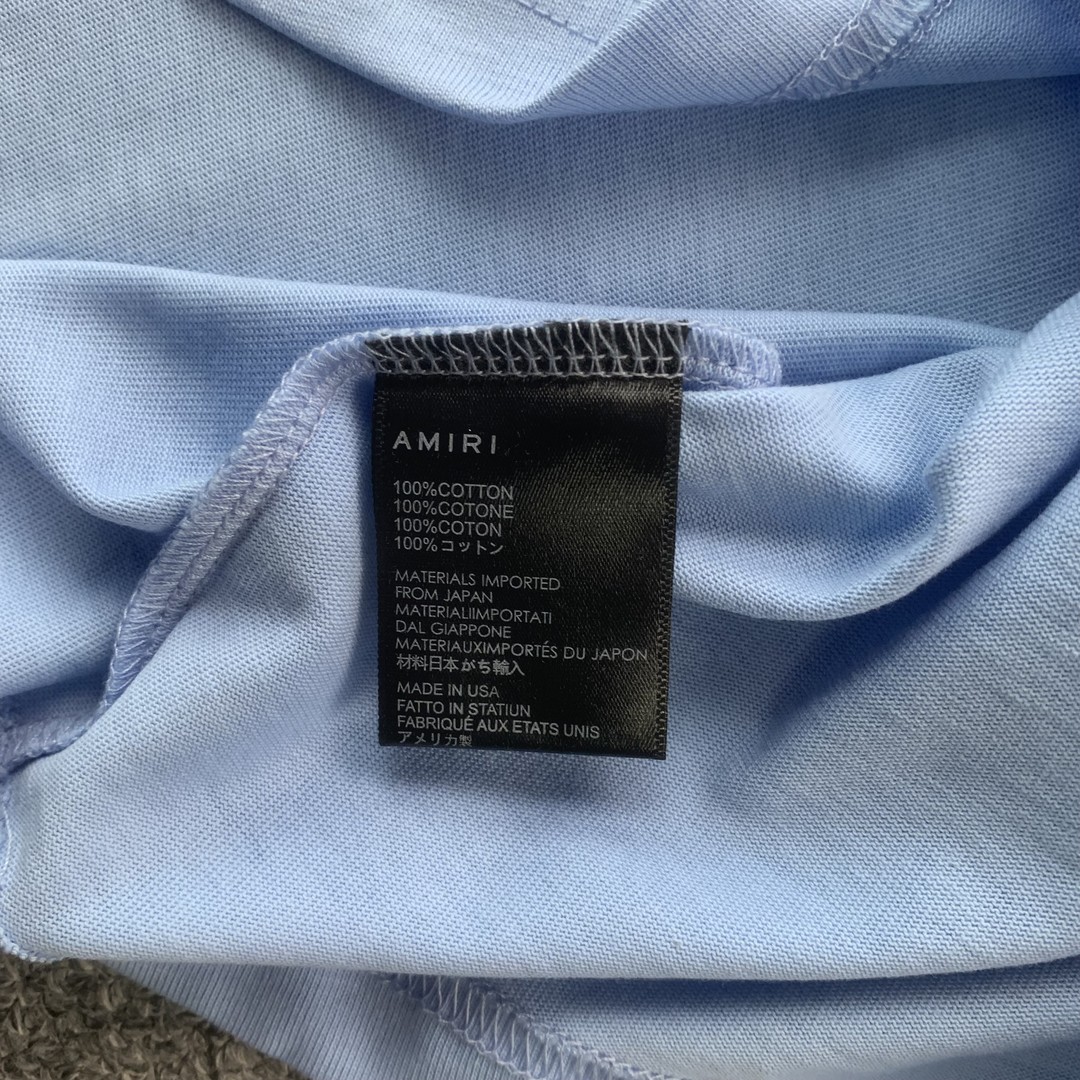 AMIRI
100%COTTON
100%COTONE
100%COTON
100%コットン
MATERIALS IMPORTED
FROM JAPAN
MATERIALIIMPORTATI
DAL GIAPPONE
MATERIAUXIMPORTÉS DU JAPON
材料日本がち輸入
MADE IN USA
FATTO IN STATIUN
FABRIQUÉ AUX ETATS UNIS
アメリカ製